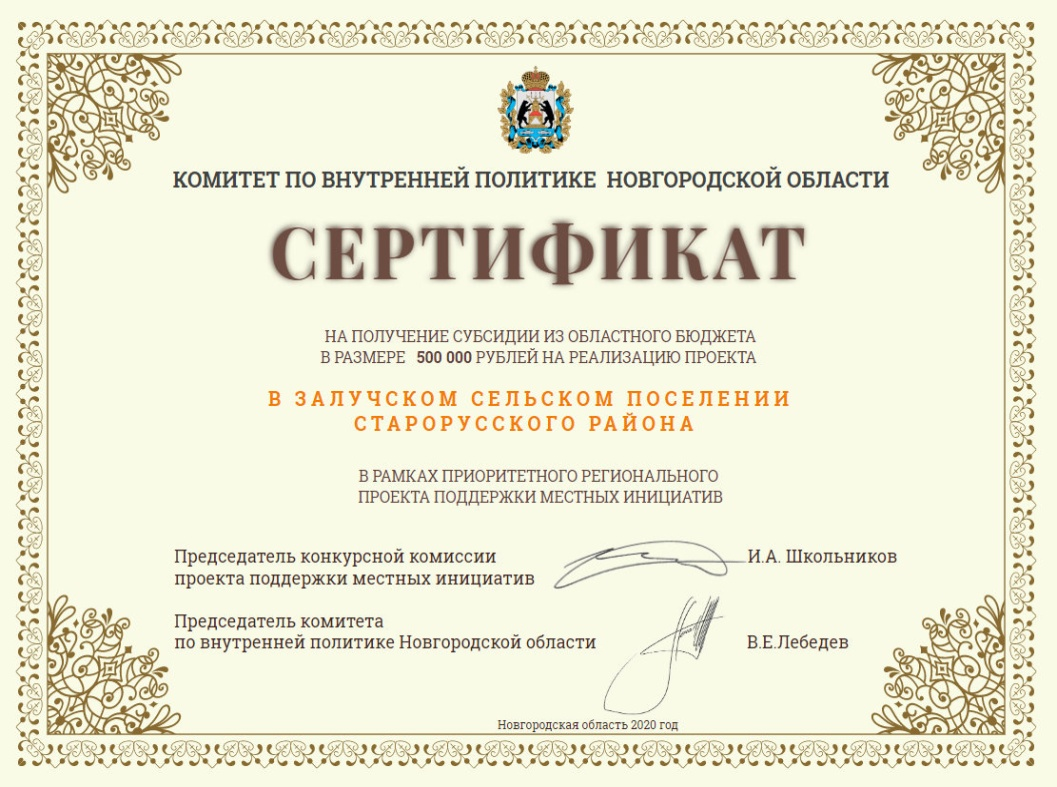 КОМИТЕТ ПО ВНУТРЕННЕЙ ПОЛИТИКЕ НОВГОРОДСКОЙ ОБЛАСТИ
СЕРТИФИКАТ
НА ПОЛУЧЕНИЕ СУБСИДИИ ИЗ ОБЛАСТНОГО БЮДЖЕТА
В РАЗМЕРЕ 500 000 РУБЛЕЙ НА РЕАЛИЗАЦИЮ ПРОЕКТА
В ЗАЛУЧСКОМ СЕЛЬСКОМ ПОСЕЛЕНИИ
СТАРОРУССКОГО РАЙОНА
В РАМКАХ ПРИОРИТЕТНОГО РЕГИОНАЛЬНОГО
ПРОЕКТА ПОДДЕРЖКИ МЕСТНЫХ ИНИЦИАТИВ
Председатель конкурсной комиссии И.А. Школьников
проекта поддержки местных инициатив
Председатель комитета
по внутренней политике Новгородской области В.Е.Лебедев
Новгородская область 2020 год